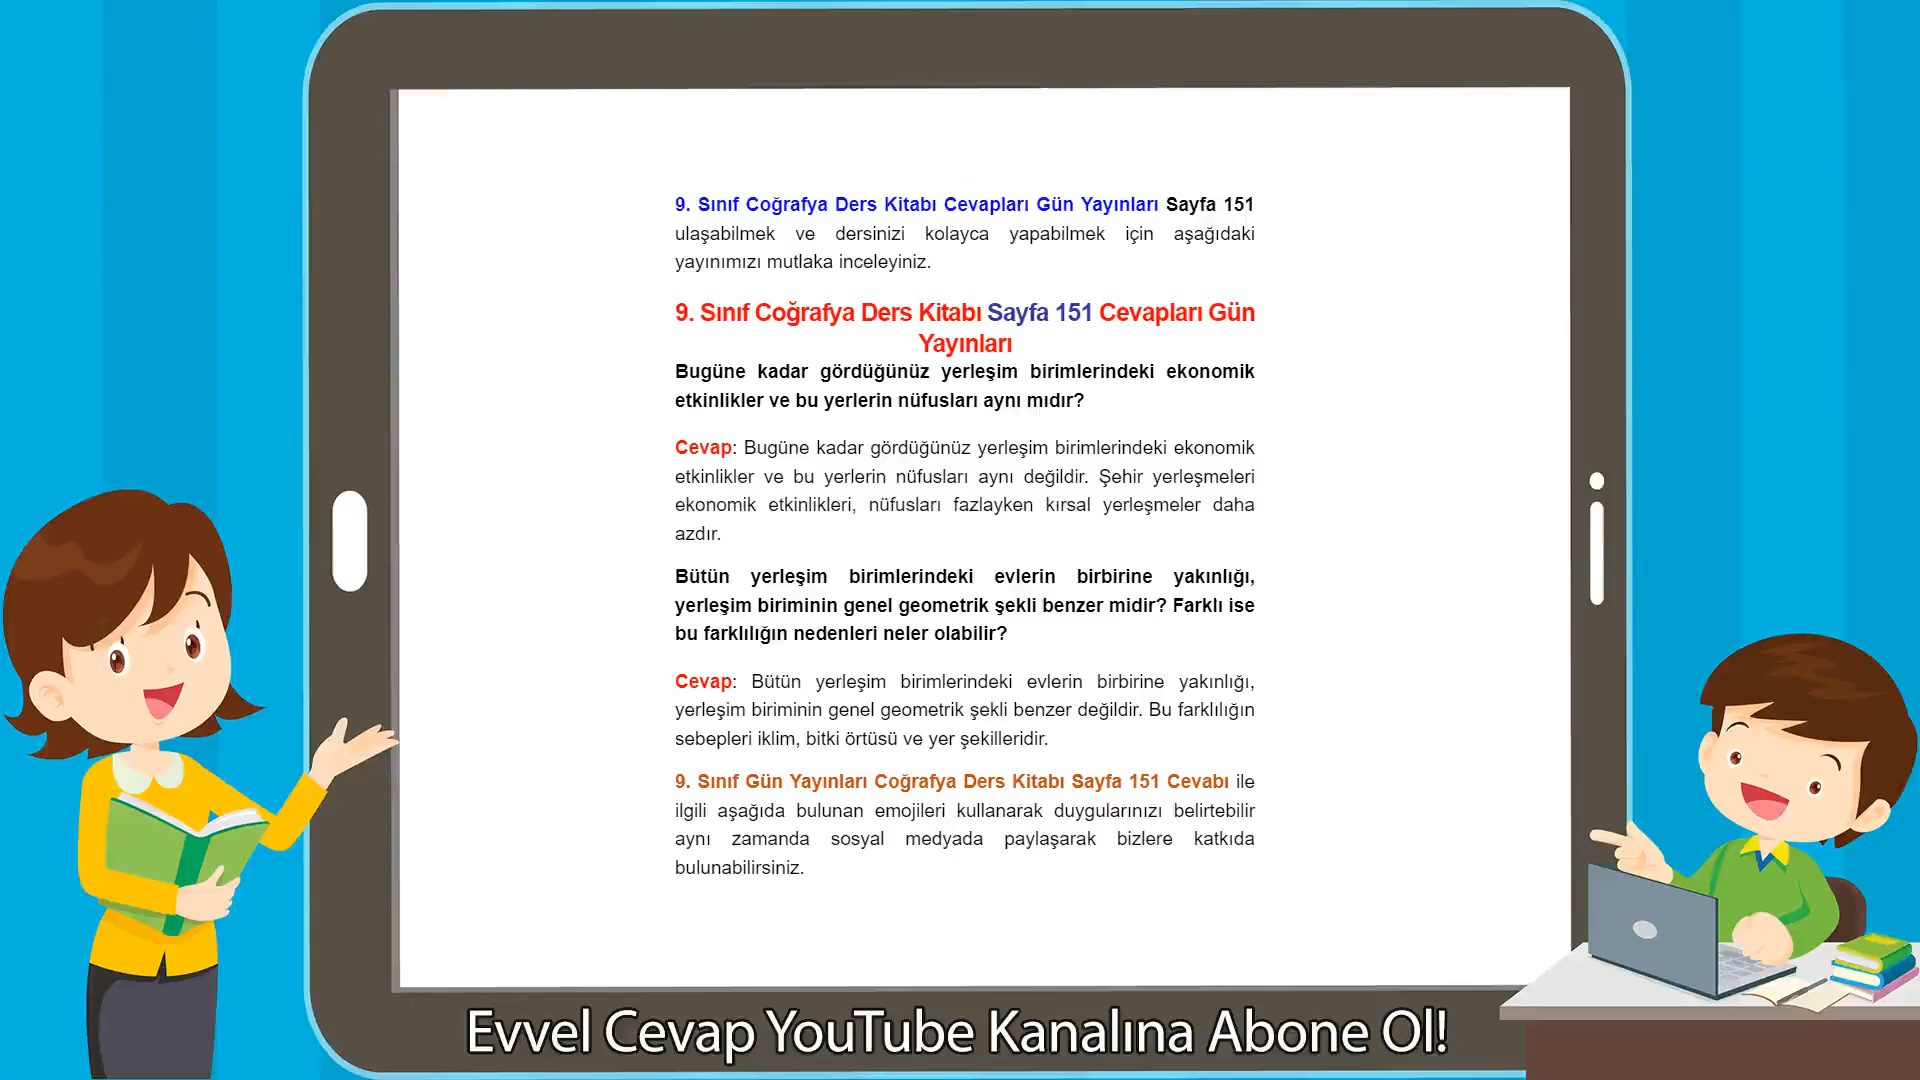 9. Sınıf Coğrafya Ders Kitabı Cevapları Gün Yayınları Sayfa 151
ulaşabilmek ve dersinizi kolayca yapabilmek için aşağıdaki
yayınımızı mutlaka inceleyiniz.
9. Sınıf Coğrafya Ders Kitabı Sayfa 151 Cevapları Gün
Yayınları
Bugüne kadar gördüğünüz yerleşim birimlerindeki ekonomik
etkinlikler ve bu yerlerin nüfusları aynı mıdır?
Cevap: Bugüne kadar gördüğünüz yerleşim birimlerindeki ekonomik
etkinlikler ve bu yerlerin nüfusları aynı değildir. Şehir yerleşmeleri
ekonomik etkinlikleri, nüfusları fazlayken kırsal yerleşmeler daha
azdır.
Bütün yerleşim birimlerindeki evlerin birbirine yakınlığı,
yerleşim biriminin genel geometrik şekli benzer midir? Farklı ise
bu farklılığın nedenleri neler olabilir?
Cevap: Bütün yerleşim birimlerindeki evlerin birbirine yakınlığı,
yerleşim biriminin genel geometrik şekli benzer değildir. Bu farklılığın
sebepleri iklim, bitki örtüsü ve yer şekilleridir.
9. Sınıf Gün Yayınları Coğrafya Ders Kitabı Sayfa 151 Cevabı ile
ilgili aşağıda bulunan emojileri kullanarak duygularınızı belirtebilir
aynı zamanda sosyal medyada paylaşarak bizlere katkıda
bulunabilirsiniz.
Evvel Cevap YouTube Kanalına Abone Ol!